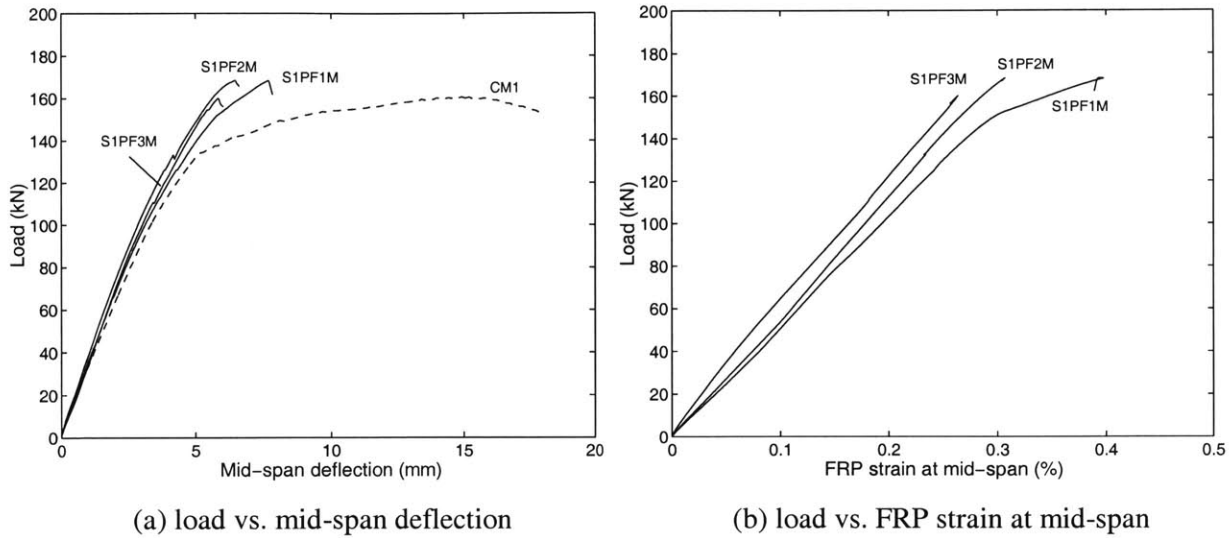 200
180
160
140
120
100
80
60
40
20
0
Load (kN)
S1PF2M
S1PF1M
CM1
S1PF3M
0 5 10 15 20
Mid-span deflection (mm)
(a) load vs. mid-span deflection
200
180
160
140
120
100
80
60
40
20
0
Load (kN)
S1PF3M
S1PF2M
S1PF1M
0 0.1 0.2 0.3 0.4 0.5
FRP strain at mid-span (%)
(b) load vs. FRP strain at mid-span